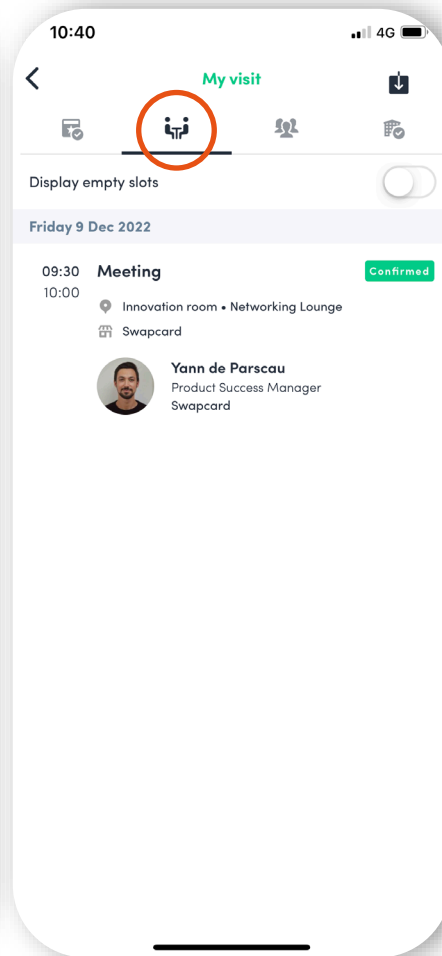 10:40
4G
My visit
Display empty slots
Friday 9 Dec 2022
09:30 Meeting Confirmed
10:00
Innovation room • Networking Lounge
Swapcard
Yann de Parscau
Product Success Manager
Swapcard